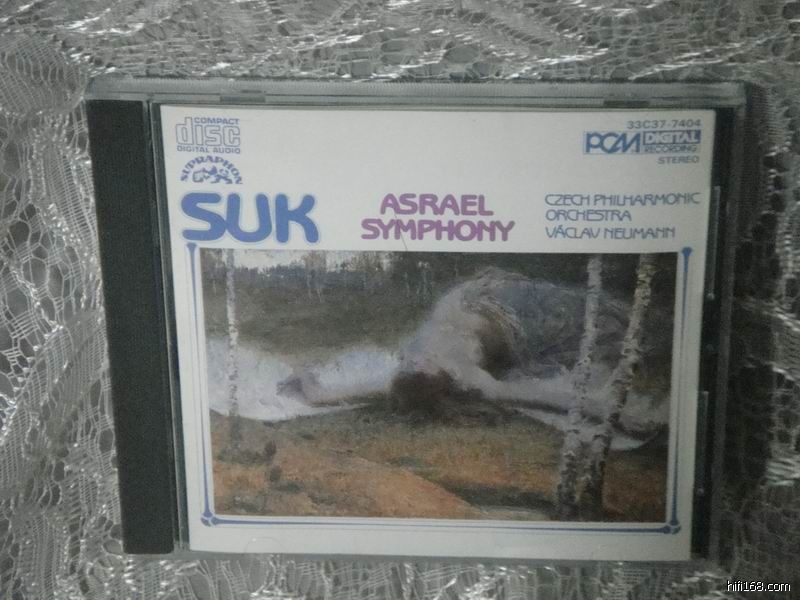 COMPACT
disc
DIGITAL AUDIO
SUPRAPHON
33C37-7404
PCM DIGITAL
RECORDING
STEREO
SUK
ASRAEL
SYMPHONY
CZECH PHILHARMONIC
ORCHESTRA
VÁCLAV NEUMANN
hifi168.com